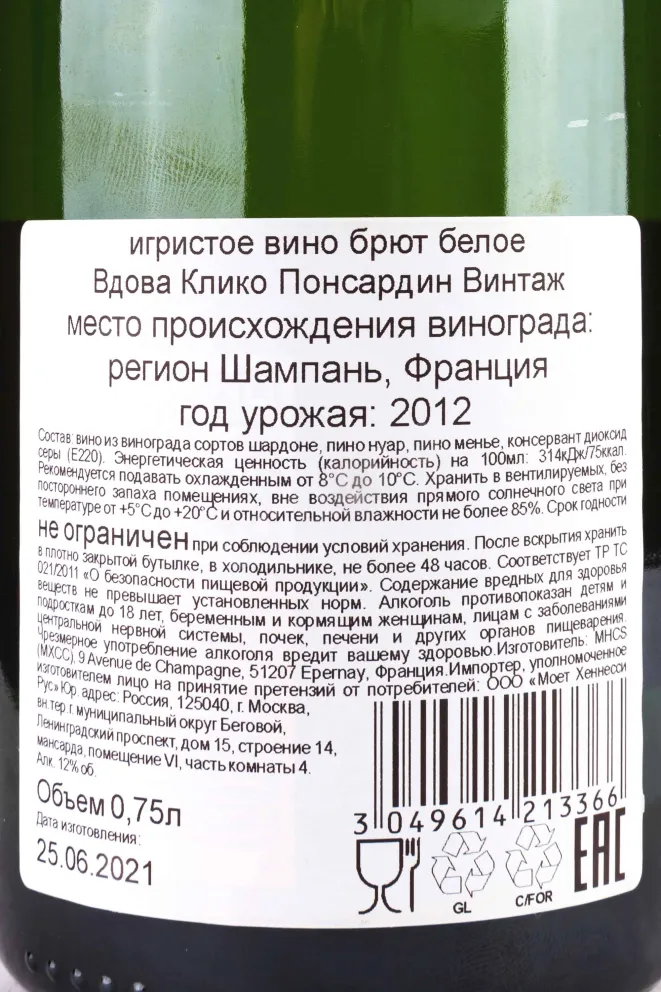 игристое вино брют белое
Вдова Клико Понсардин Винтаж
место происхождения винограда:
регион Шампань, Франция
год урожая: 2012
Состав: вино из винограда сортов шардоне, пино нуар, пино менье, консервант диоксид
серы (Е220). Энергетическая ценность (калорийность) на 100мл: 314кДж/75ккал.
Рекомендуется подавать охлажденным от 8°С до 10°С. Хранить в вентилируемых, без
постороннего запаха помещениях, вне воздействия прямого солнечного света при
температуре от +5°С до +20°С и относительной влажности не более 85%. Срок годности
не ограничен при соблюдении условий хранения. После вскрытия хранить
в плотно закрытой бутылке, в холодильнике, не более 48 часов. Соответствует ТР ТС
021/2011 «О безопасности пищевой продукции». Содержание вредных для здоровья
веществ не превышает установленных норм. Алкоголь противопоказан детям и
подросткам до 18 лет, беременным и кормящим женщинам, лицам с заболеваниями
центральной нервной системы, почек, печени и других органов пищеварения.
Чрезмерное употребление алкоголя вредит вашему здоровью.Изготовитель: MHCS
(МХСС), 9 Avenue de Champagne, 51207 Epernay, Франция.Импортер, уполномоченное
изготовителем лицо на принятие претензий от потребителей: ООО «Моет Хеннесси
Рус» Юр. адрес: Россия, 125040, г. Москва,
вн.тер.г. муниципальный округ Беговой,
Ленинградский проспект, дом 15, строение 14,
мансарда, помещение VI, часть комнаты 4.
Алк. 12% об.
Объем 0,75л
Дата изготовления:
25.06.2021
3 049614 213366
GL
C/FOR
EAC